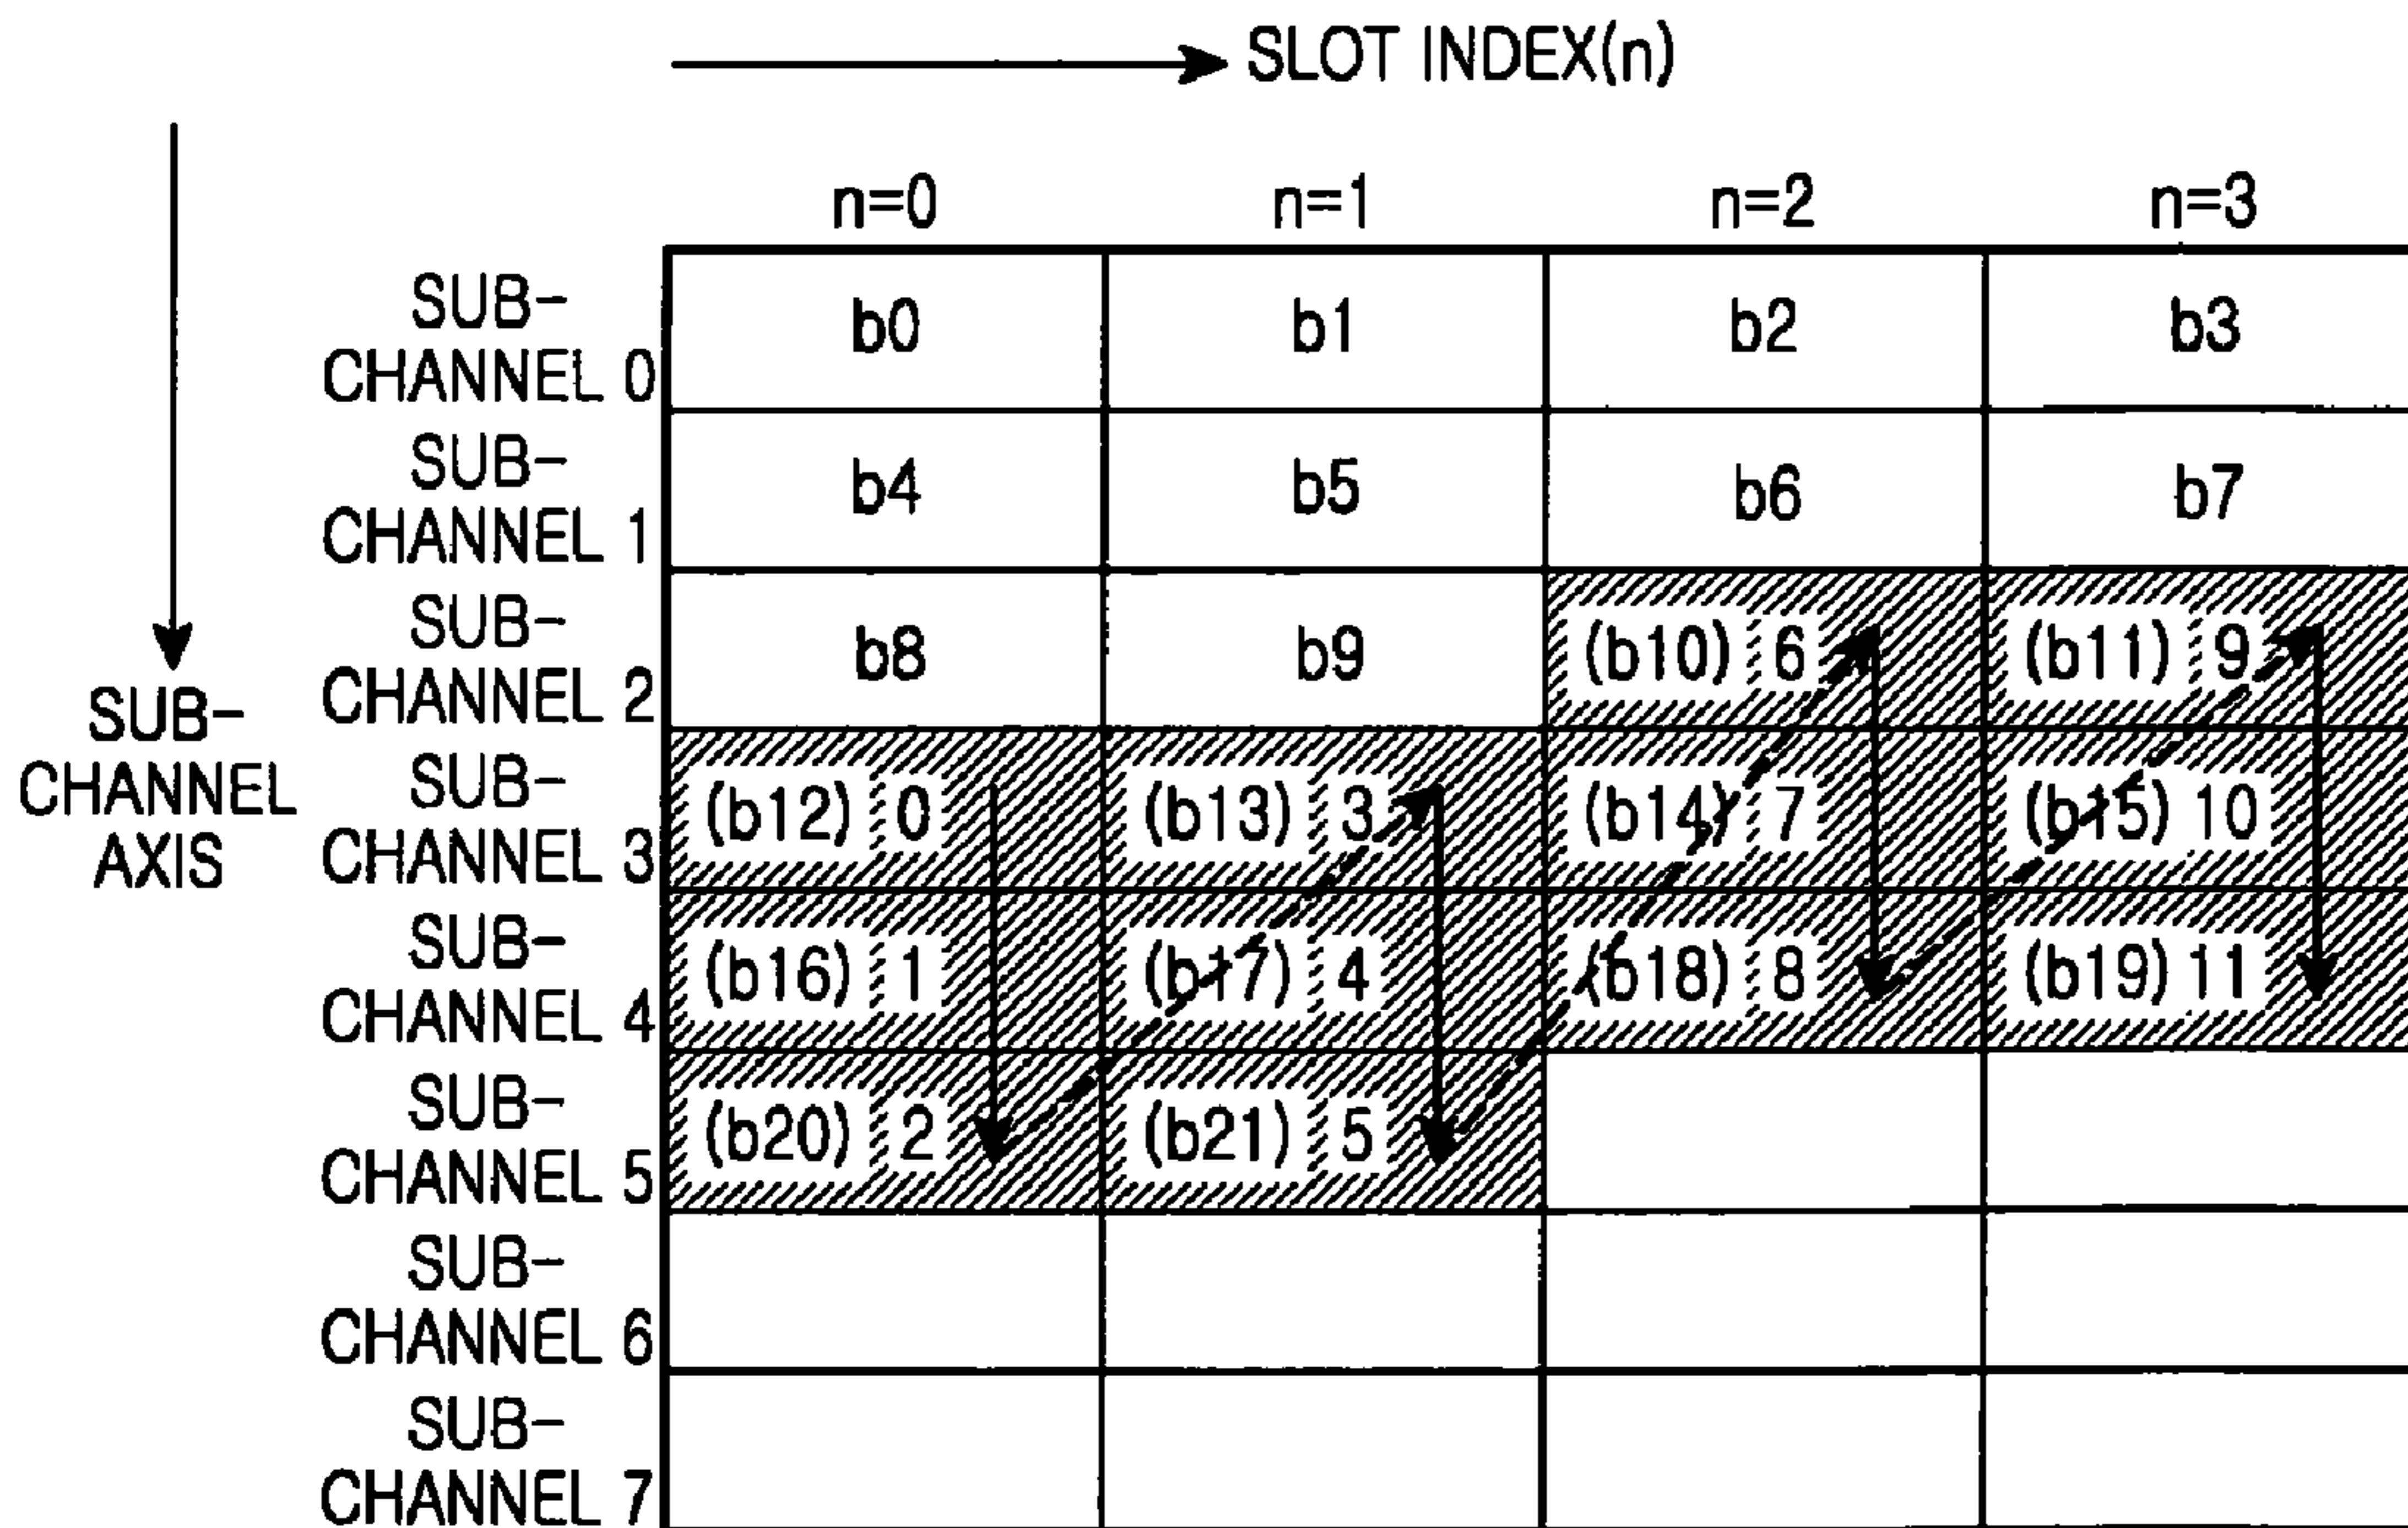 SLOT INDEX(n)
n=0 n=1 n=2 n=3
SUB-
CHANNEL 0
b0 b1 b2 b3
SUB-
CHANNEL 1
b4 b5 b6 b7
SUB-
CHANNEL 2
b8 b9 (b10) 6 (b11) 9
SUB-
CHANNEL
AXIS
SUB-
CHANNEL 3
(b12) 0 (b13) 3 (b14) 7 (b15) 10
SUB-
CHANNEL 4
(b16) 1 (b17) 4 (b18) 8 (b19) 11
SUB-
CHANNEL 5
(b20) 2 (b21) 5
SUB-
CHANNEL 6
SUB-
CHANNEL 7